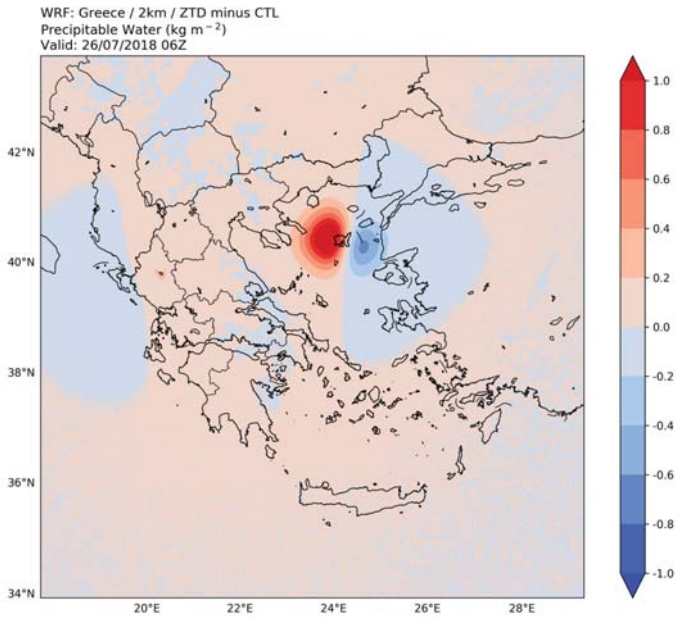 WRF: Greece / 2km / ZTD minus CTL
Precipitable Water (kg m⁻²)
Valid: 26/07/2018 06Z
42°N
40°N
38°N
36°N
34°N
20°E
22°E
24°E
26°E
28°E
1.0
0.8
0.6
0.4
0.2
0.0
-0.2
-0.4
-0.6
-0.8
-1.0